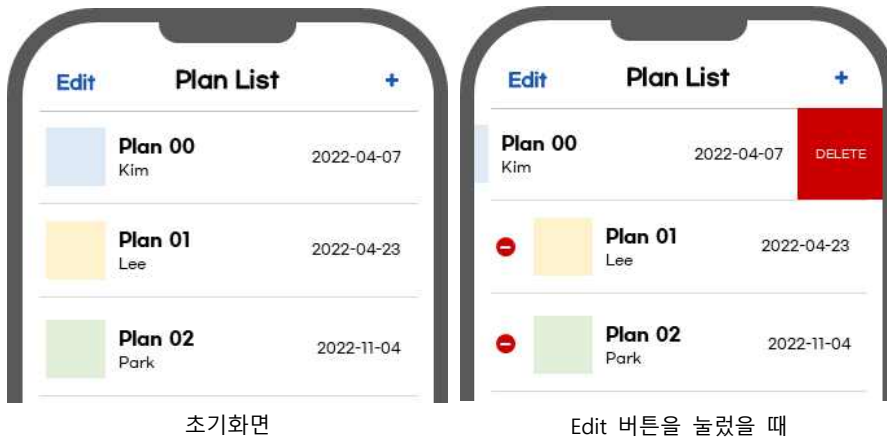 Edit Plan List +
Plan 00
Kim
2022-04-07
Plan 01
Lee
2022-04-23
Plan 02
Park
2022-11-04
초기화면
Edit Plan List +
Plan 00
Kim
2022-04-07
DELETE
Plan 01
Lee
2022-04-23
Plan 02
Park
2022-11-04
Edit 버튼을 눌렀을 때